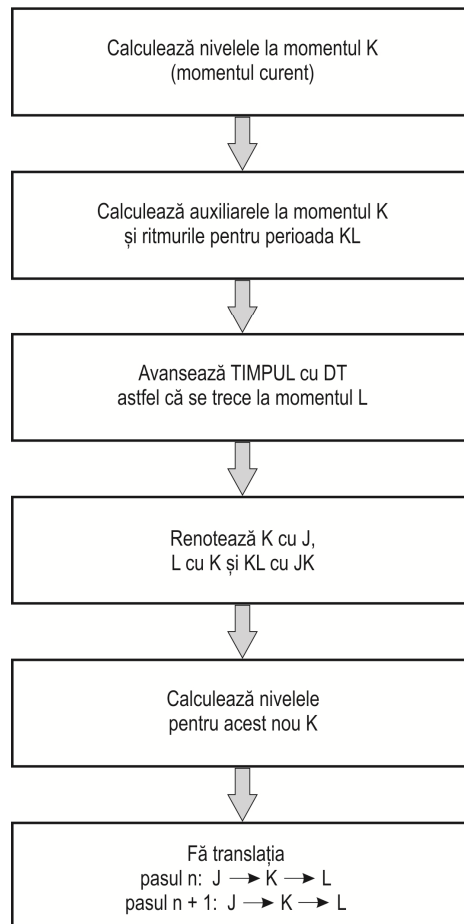 Calculează nivelele la momentul K
(momentul curent)
Calculează auxiliarele la momentul K
și ritmurile pentru perioada KL
Avansează TIMPUL cu DT
astfel că se trece la momentul L
Renotează K cu J,
L cu K și KL cu JK
Calculează nivelele
pentru acest nou K
Fă translația
pasul n: J → K → L
pasul n + 1: J → K → L